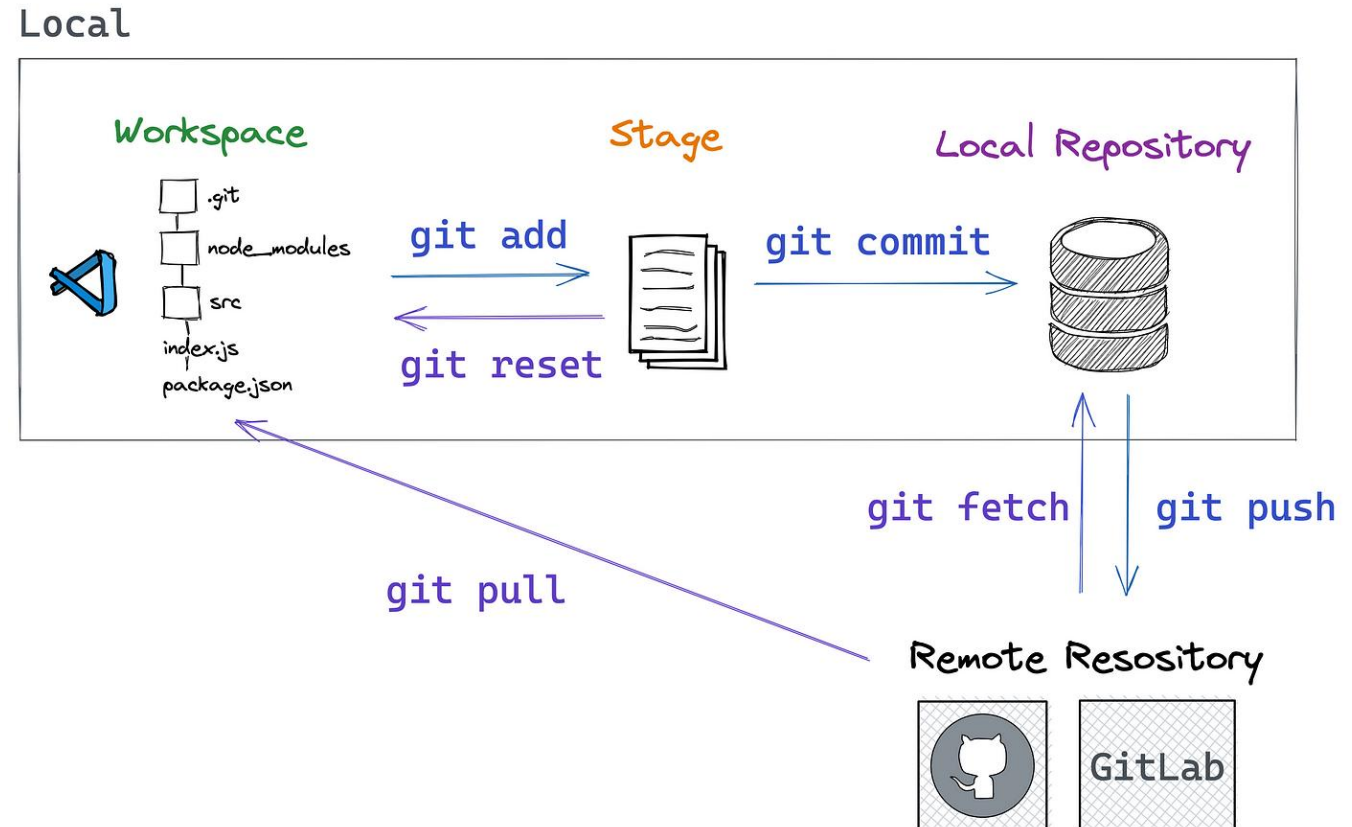 Local
Workspace
Stage
Local Repository
.git
node_modules
src
index.js
package.json
git add
git reset
git commit
git fetch
git push
git pull
Remote Resository
GitLab